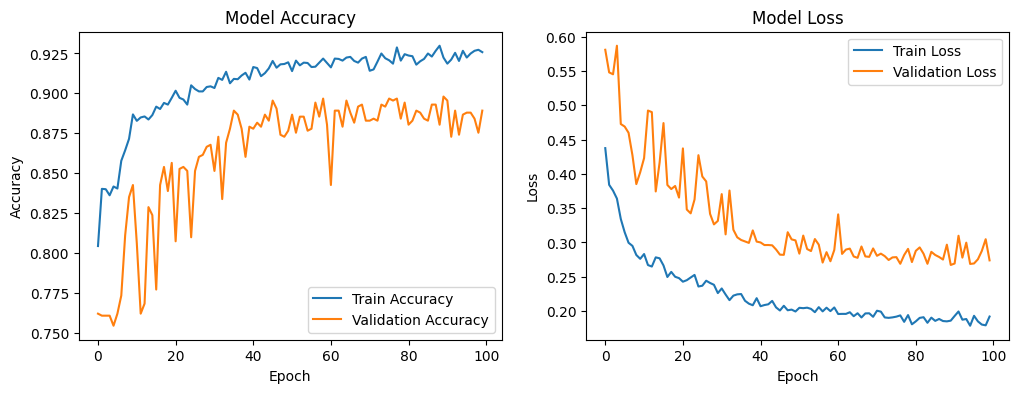 Model Accuracy
Accuracy
0.925
0.900
0.875
0.850
0.825
0.800
0.775
0.750
0
20
40
60
80
100
Epoch
Train Accuracy
Validation Accuracy
Model Loss
Loss
0.60
0.55
0.50
0.45
0.40
0.35
0.30
0.25
0.20
0
20
40
60
80
100
Epoch
Train Loss
Validation Loss